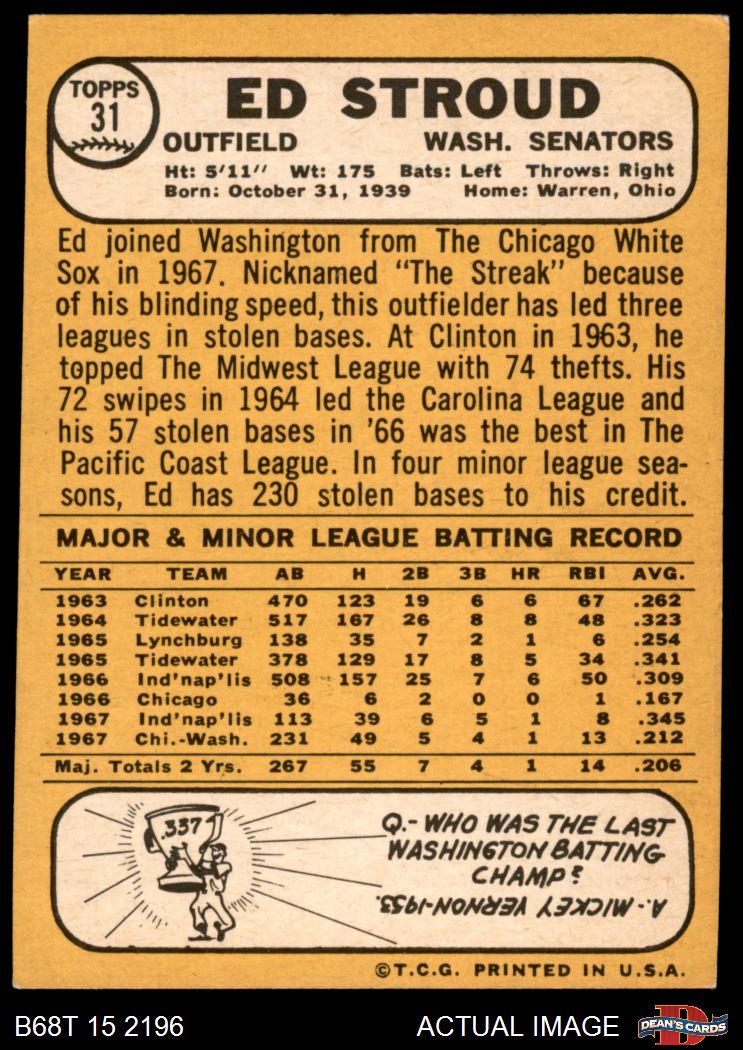 TOPPS
31
ED STROUD
OUTFIELD WASH. SENATORS
Ht: 5'11" Wt: 175 Bats: Left Throws: Right
Born: October 31, 1939 Home: Warren, Ohio
Ed joined Washington from The Chicago White
Sox in 1967. Nicknamed "The Streak" because
of his blinding speed, this outfielder has led three
leagues in stolen bases. At Clinton in 1963, he
topped The Midwest League with 74 thefts. His
72 swipes in 1964 led the Carolina League and
his 57 stolen bases in '66 was the best in The
Pacific Coast League. In four minor league sea-
sons, Ed has 230 stolen bases to his credit.
MAJOR & MINOR LEAGUE BATTING RECORD
YEAR TEAM AB H 2B 3B HR RBI AVG.
1963 Clinton 470 123 19 6 6 67 .262
1964 Tidewater 517 167 26 8 8 48 .323
1965 Lynchburg 138 35 7 2 1 6 .254
1965 Tidewater 378 129 17 8 5 34 .341
1966 Ind'nap'lis 508 157 25 7 6 50 .309
1966 Chicago 36 6 2 0 0 1 .167
1967 Ind'nap'lis 113 39 6 5 1 8 .345
1967 Chi.-Wash. 231 49 5 4 1 13 .212
Maj. Totals 2 Yrs. 267 55 7 4 1 14 .206
.337
Q.- WHO WAS THE LAST
WASHINGTON BATTING
CHAMP?
A.- MICKEY VERNON-1953.
©T.C.G. PRINTED IN U.S.A.
B68T 15 2196 ACTUAL IMAGE
D
DEAN'S CARDS